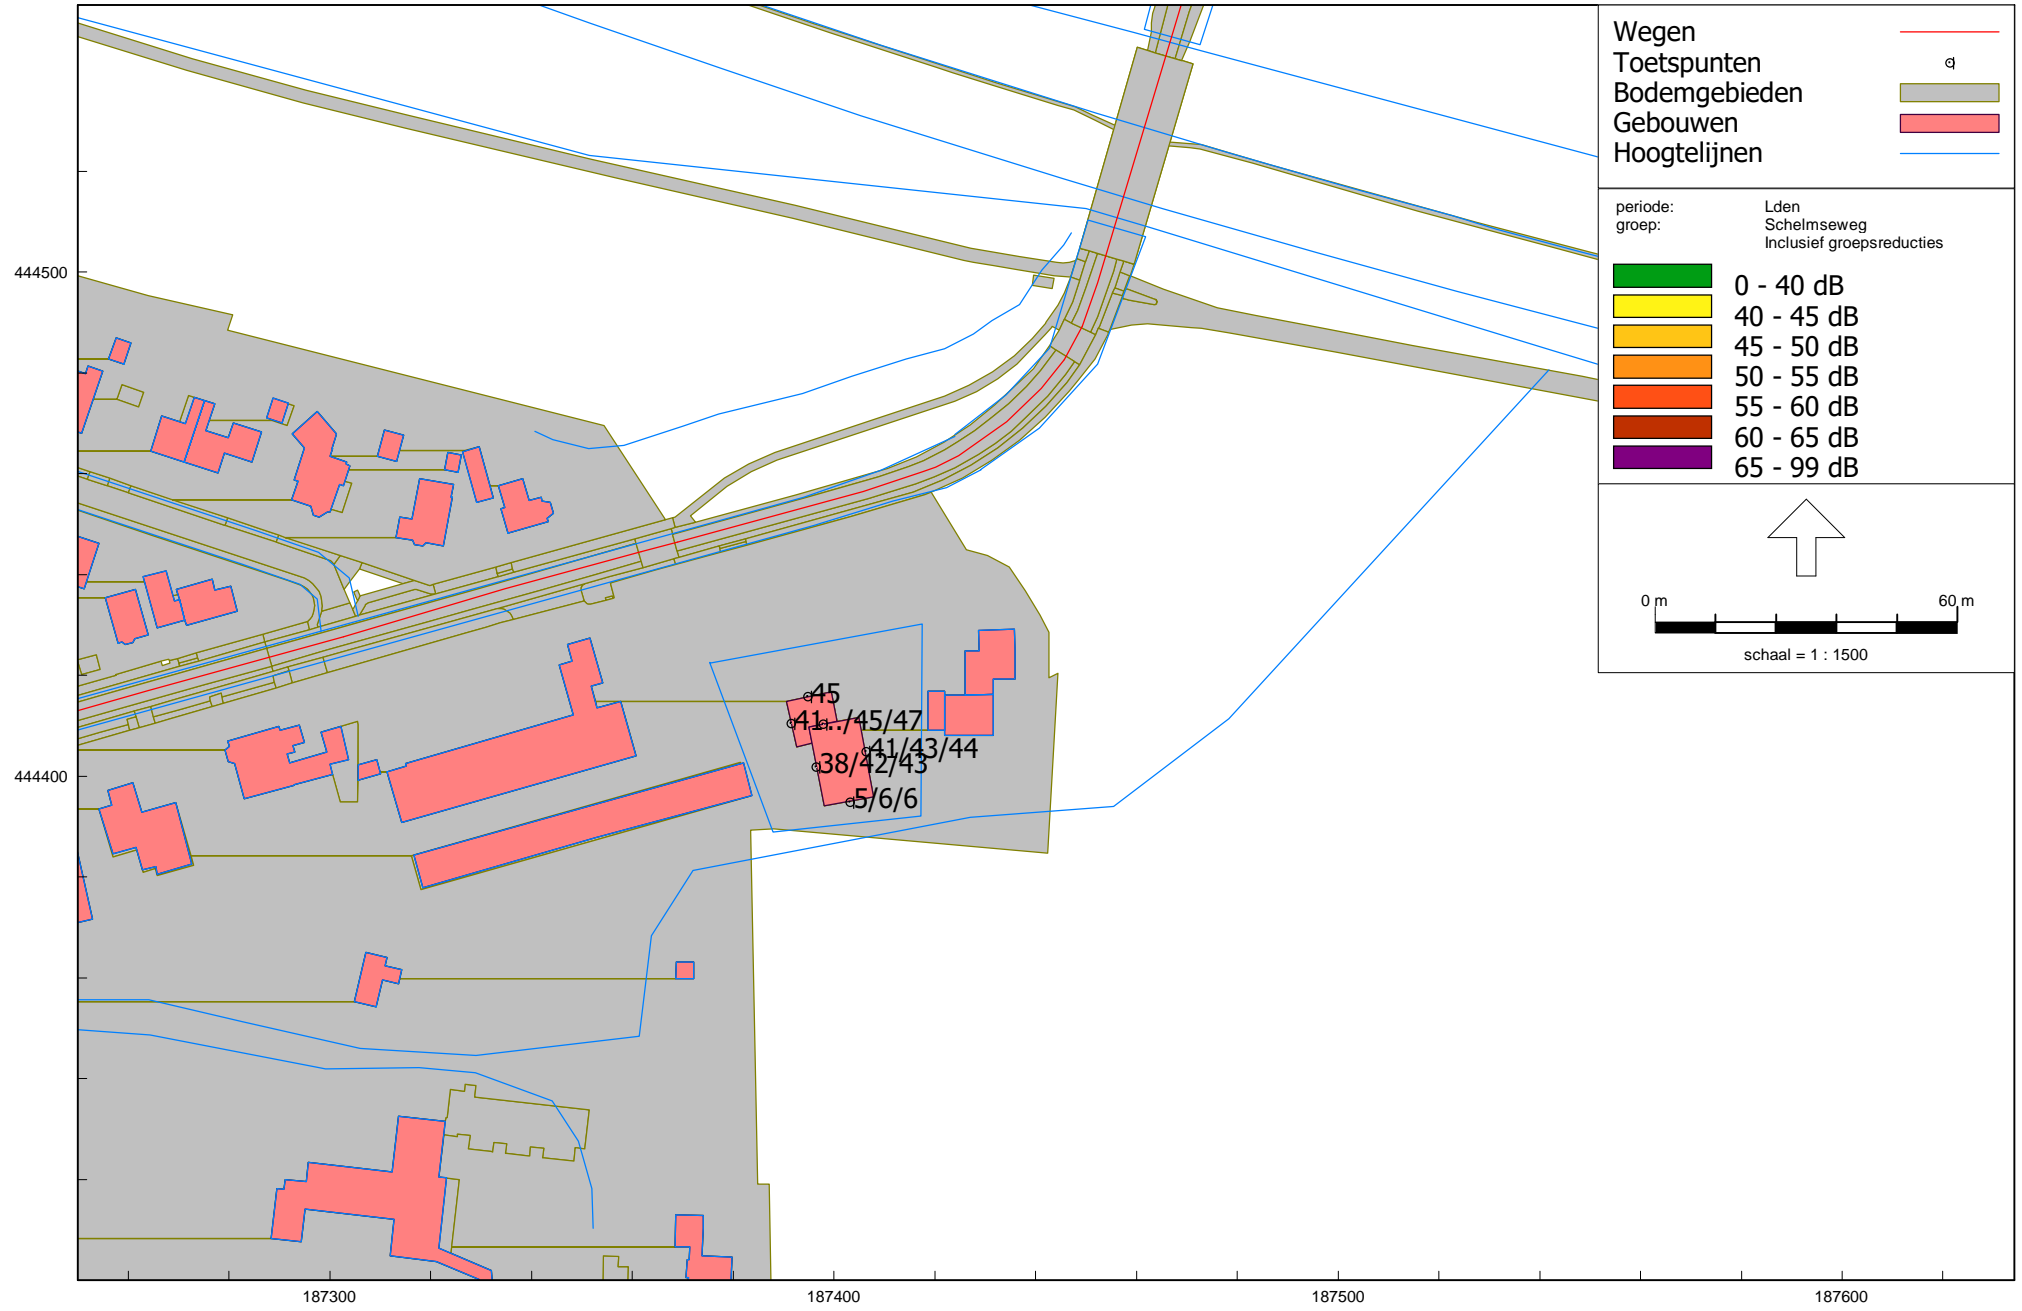 Wegen
Toetspunten
Bodemgebieden
Gebouwen
Hoogtelijnen
periode: Lden
groep: Schelmseweg
Inclusief groepsreducties
0 - 40 dB
40 - 45 dB
45 - 50 dB
50 - 55 dB
55 - 60 dB
60 - 65 dB
65 - 99 dB
0 m 60 m
schaal = 1 : 1500
444500
45
41 ../45/47
41/43/44
38/42/43
444400
5/6/6
187300 187400 187500 187600